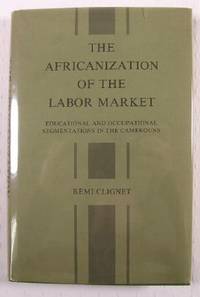 THE
AFRICANIZATION
OF THE
LABOR MARKET
EDUCATIONAL AND OCCUPATIONAL
SEGMENTATIONS IN THE CAMEROUNS
REMI CLIGNET